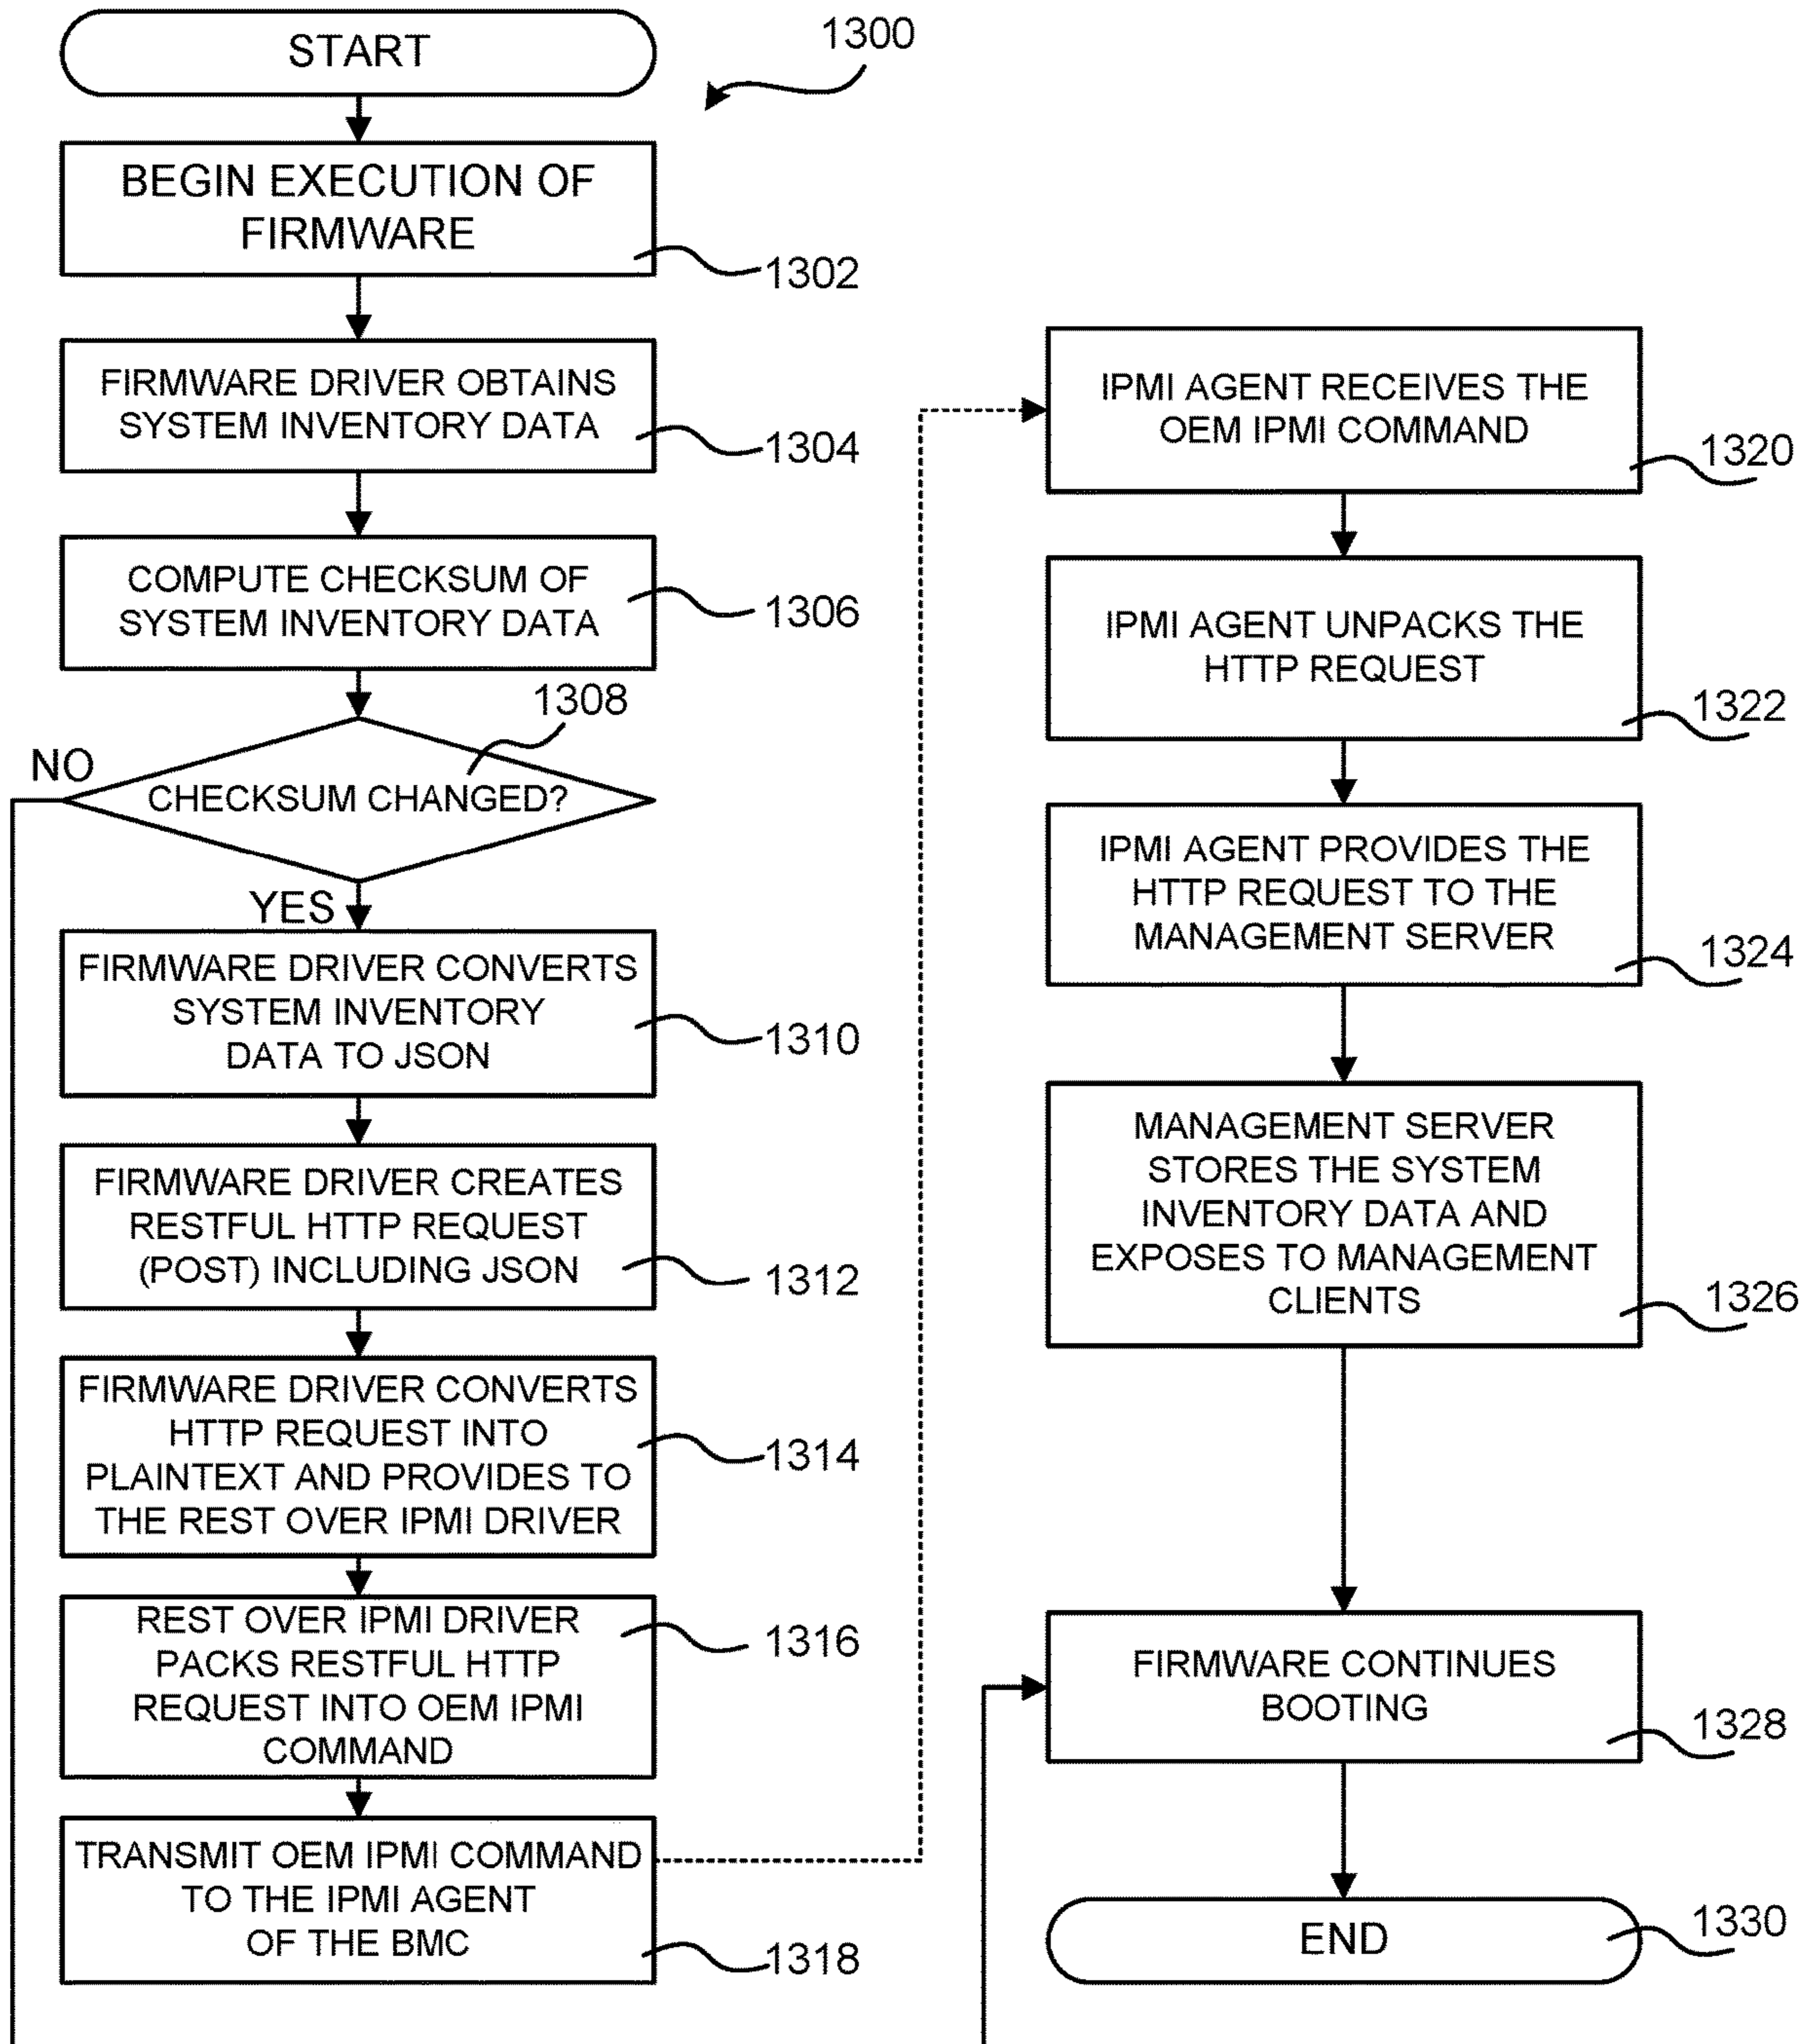 START
1300
BEGIN EXECUTION OF
FIRMWARE
1302
FIRMWARE DRIVER OBTAINS
SYSTEM INVENTORY DATA
1304
COMPUTE CHECKSUM OF
SYSTEM INVENTORY DATA
1306
1308
NO
CHECKSUM CHANGED?
YES
FIRMWARE DRIVER CONVERTS
SYSTEM INVENTORY
DATA TO JSON
1310
FIRMWARE DRIVER CREATES
RESTFUL HTTP REQUEST
(POST) INCLUDING JSON
1312
FIRMWARE DRIVER CONVERTS
HTTP REQUEST INTO
PLAINTEXT AND PROVIDES TO
THE REST OVER IPMI DRIVER
1314
REST OVER IPMI DRIVER
PACKS RESTFUL HTTP
REQUEST INTO OEM IPMI
COMMAND
1316
TRANSMIT OEM IPMI COMMAND
TO THE IPMI AGENT
OF THE BMC
1318
IPMI AGENT RECEIVES THE
OEM IPMI COMMAND
1320
IPMI AGENT UNPACKS THE
HTTP REQUEST
1322
IPMI AGENT PROVIDES THE
HTTP REQUEST TO THE
MANAGEMENT SERVER
1324
MANAGEMENT SERVER
STORES THE SYSTEM
INVENTORY DATA AND
EXPOSES TO MANAGEMENT
CLIENTS
1326
FIRMWARE CONTINUES
BOOTING
1328
END
1330